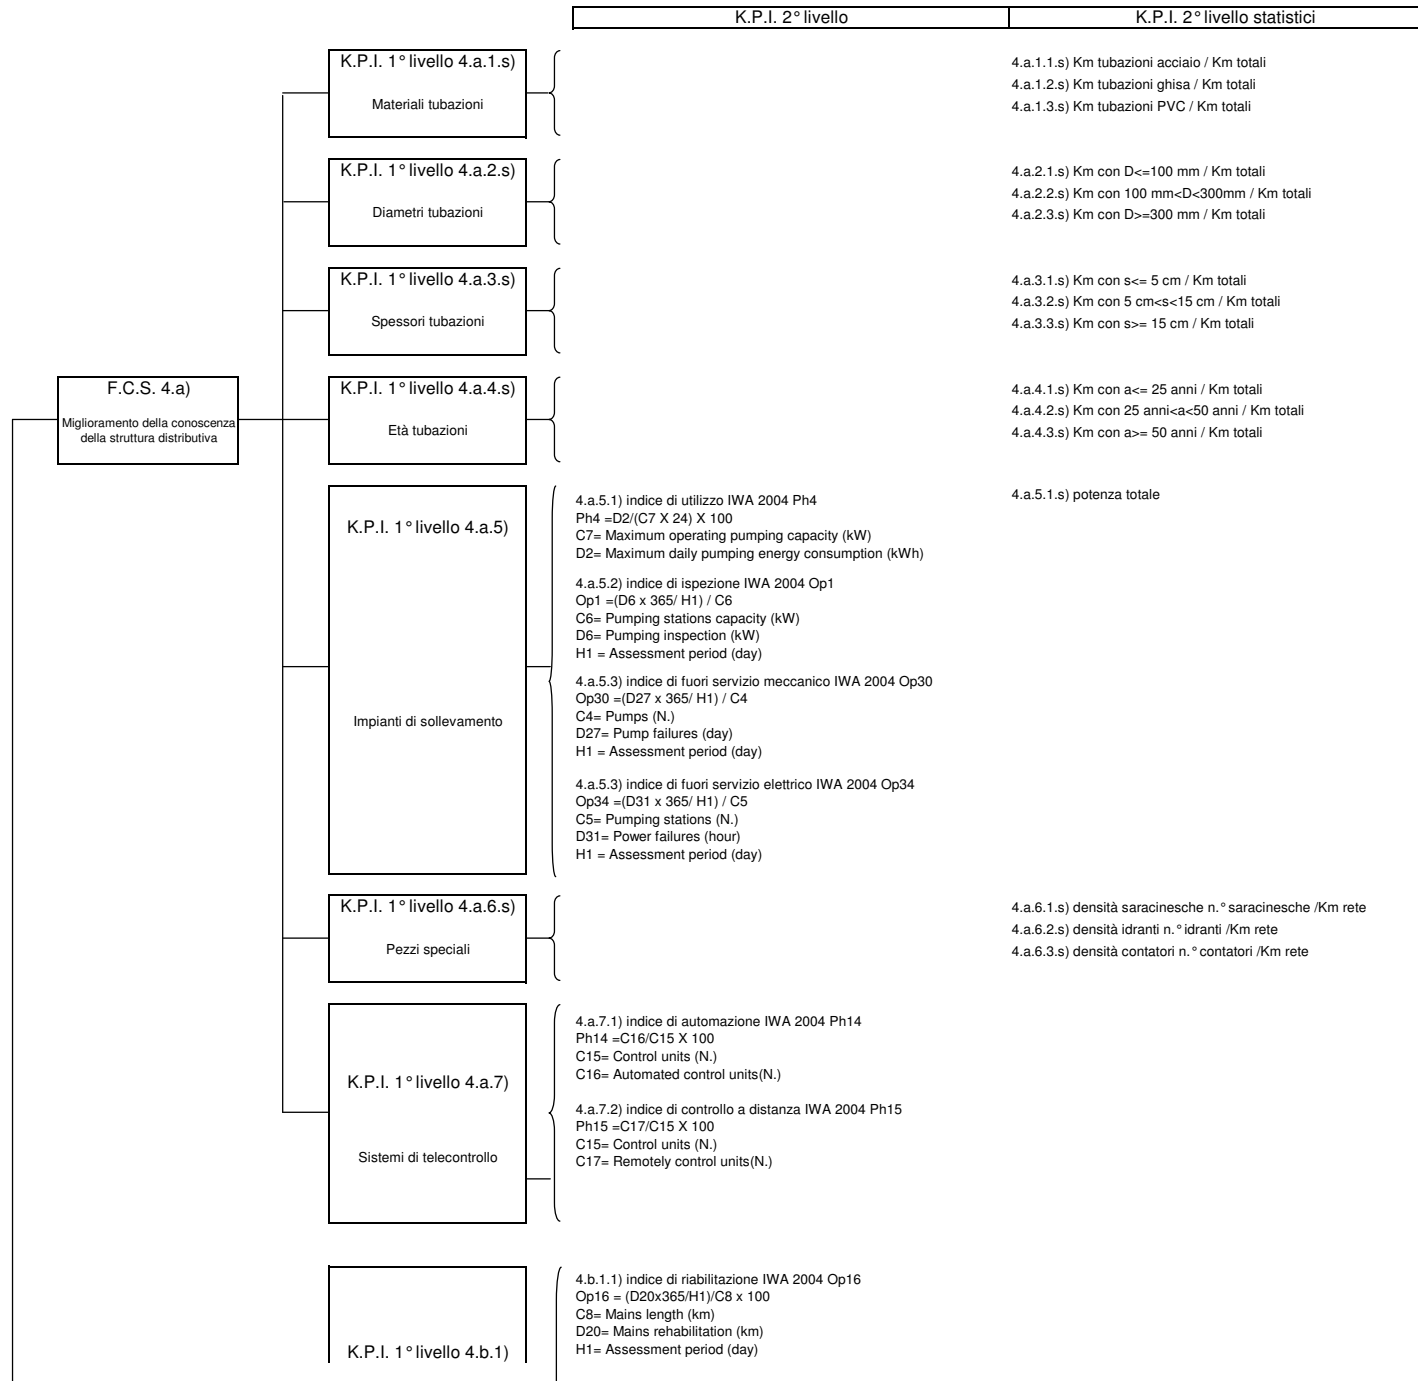 K.P.I. 2° livello
K.P.I. 2° livello statistici
K.P.I. 1° livello 4.a.1.s)
Materiali tubazioni
4.a.1.1.s) Km tubazioni acciaio / Km totali
4.a.1.2.s) Km tubazioni ghisa / Km totali
4.a.1.3.s) Km tubazioni PVC / Km totali
K.P.I. 1° livello 4.a.2.s)
Diametri tubazioni
4.a.2.1.s) Km con D<=100 mm / Km totali
4.a.2.2.s) Km con 100 mm<D<300mm / Km totali
4.a.2.3.s) Km con D>=300 mm / Km totali
K.P.I. 1° livello 4.a.3.s)
Spessori tubazioni
4.a.3.1.s) Km con s<= 5 cm / Km totali
4.a.3.2.s) Km con 5 cm<s<15 cm / Km totali
4.a.3.3.s) Km con s>= 15 cm / Km totali
F.C.S. 4.a)
Miglioramento della conoscenza
della struttura distributiva
K.P.I. 1° livello 4.a.4.s)
Età tubazioni
4.a.4.1.s) Km con a<= 25 anni / Km totali
4.a.4.2.s) Km con 25 anni<a<50 anni / Km totali
4.a.4.3.s) Km con a>= 50 anni / Km totali
K.P.I. 1° livello 4.a.5)
Impianti di sollevamento
4.a.5.1) indice di utilizzo IWA 2004 Ph4
Ph4 =D2/(C7 X 24) X 100
C7= Maximum operating pumping capacity (kW)
D2= Maximum daily pumping energy consumption (kWh)
4.a.5.2) indice di ispezione IWA 2004 Op1
Op1 =(D6 x 365/ H1) / C6
C6= Pumping stations capacity (kW)
D6= Pumping inspection (kW)
H1 = Assessment period (day)
4.a.5.3) indice di fuori servizio meccanico IWA 2004 Op30
Op30 =(D27 x 365/ H1) / C4
C4= Pumps (N.)
D27= Pump failures (day)
H1 = Assessment period (day)
4.a.5.3) indice di fuori servizio elettrico IWA 2004 Op34
Op34 =(D31 x 365/ H1) / C5
C5= Pumping stations (N.)
D31= Power failures (hour)
H1 = Assessment period (day)
4.a.5.1.s) potenza totale
K.P.I. 1° livello 4.a.6.s)
Pezzi speciali
4.a.6.1.s) densità saracinesche n.° saracinesche /Km rete
4.a.6.2.s) densità idranti n.° idranti /Km rete
4.a.6.3.s) densità contatori n.° contatori /Km rete
K.P.I. 1° livello 4.a.7)
Sistemi di telecontrollo
4.a.7.1) indice di automazione IWA 2004 Ph14
Ph14 =C16/C15 X 100
C15= Control units (N.)
C16= Automated control units(N.)
4.a.7.2) indice di controllo a distanza IWA 2004 Ph15
Ph15 =C17/C15 X 100
C15= Control units (N.)
C17= Remotely control units(N.)
K.P.I. 1° livello 4.b.1)
4.b.1.1) indice di riabilitazione IWA 2004 Op16
Op16 = (D20x365/H1)/C8 x 100
C8= Mains length (km)
D20= Mains rehabilitation (km)
H1= Assessment period (day)